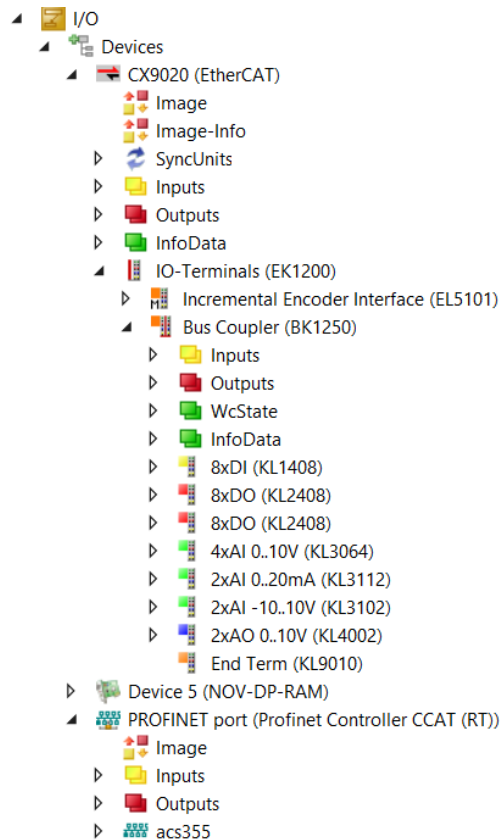 I/O
Devices
CX9020 (EtherCAT)
Image
Image-Info
SyncUnits
Inputs
Outputs
InfoData
IO-Terminals (EK1200)
Incremental Encoder Interface (EL5101)
Bus Coupler (BK1250)
Inputs
Outputs
WcState
InfoData
8xDI (KL1408)
8xDO (KL2408)
8xDO (KL2408)
4xAI 0..10V (KL3064)
2xAI 0..20mA (KL3112)
2xAI -10..10V (KL3102)
2xAO 0..10V (KL4002)
End Term (KL9010)
Device 5 (NOV-DP-RAM)
PROFINET port (Profinet Controller CCAT (RT))
Image
Inputs
Outputs
acs355